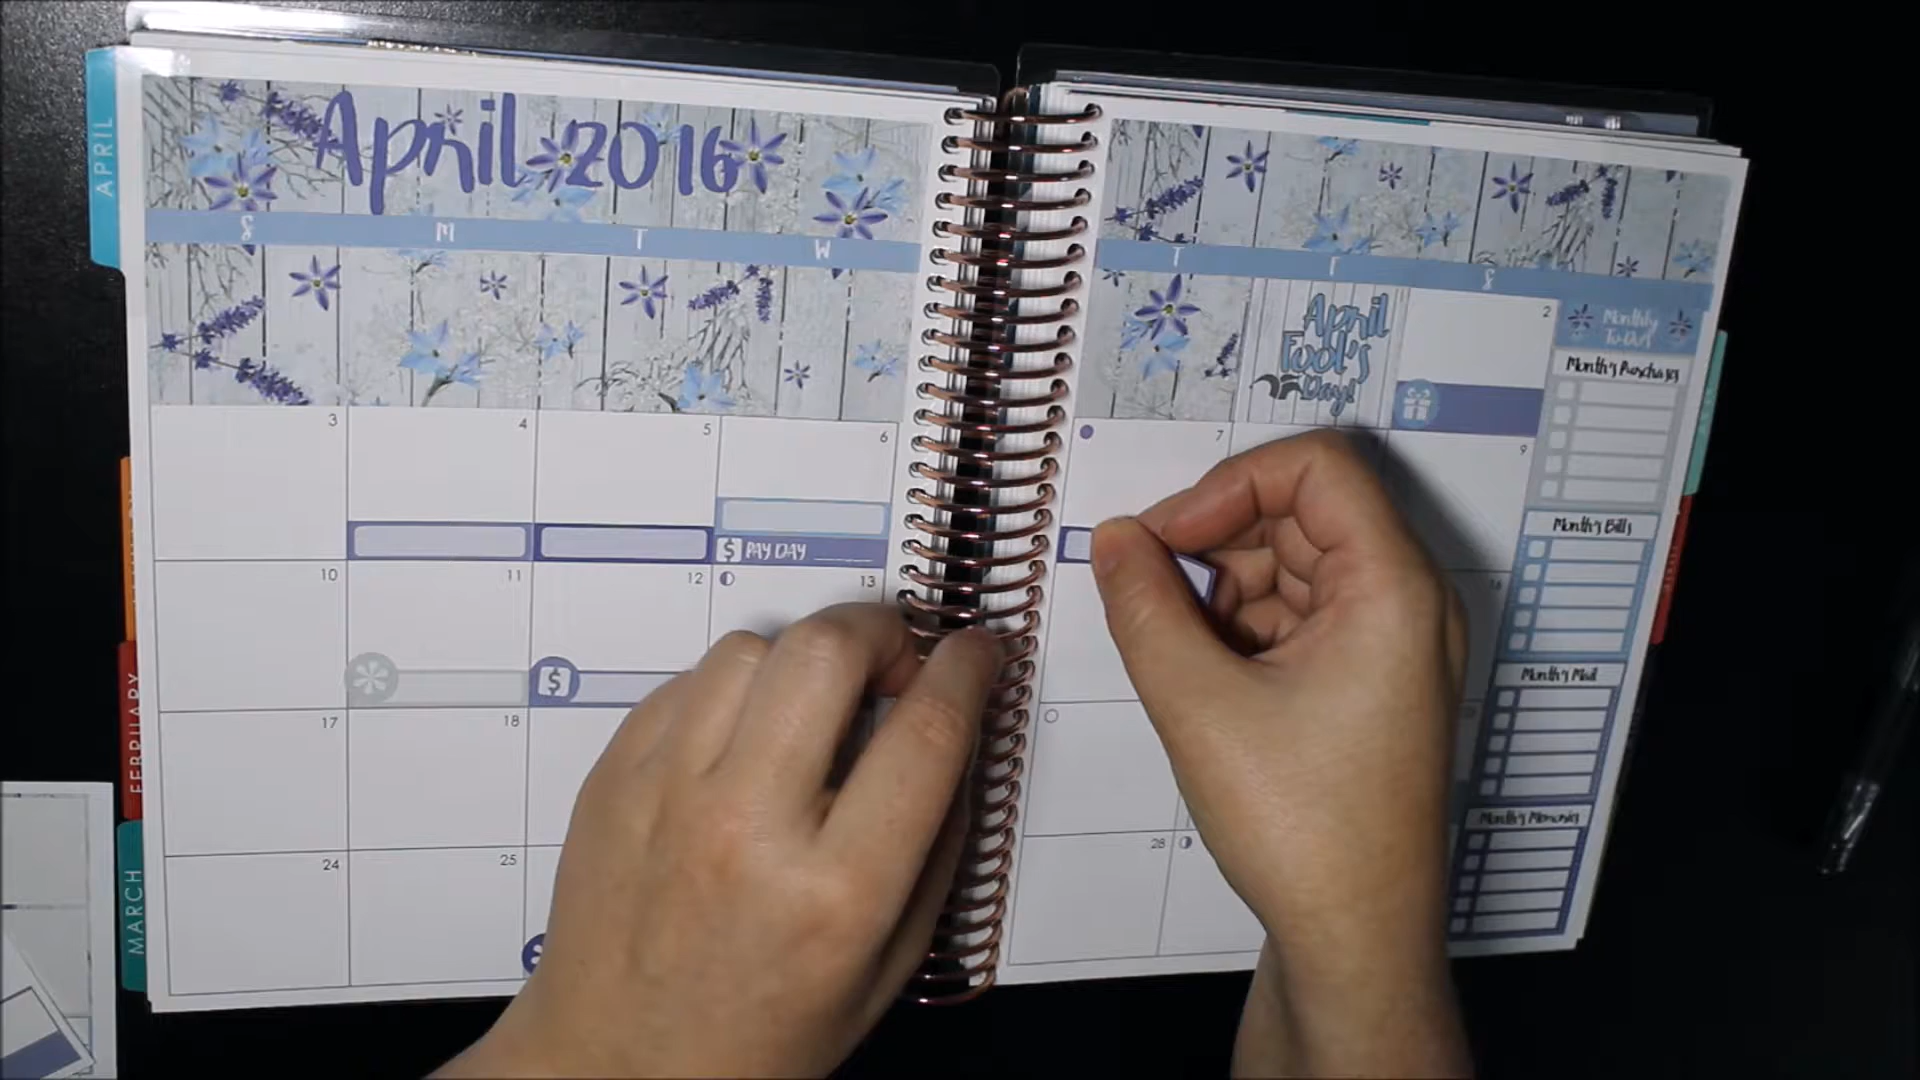 APRIL
April 2016
S M T W
T F S
April
Fool's
Day!
2
Monthly
To Do's
Month's Purchases
3 4 5 6
7 9
Month's Bills
$ PAY DAY
10 11 12 13
16
$
Month's Mail
FEBRUARY
17 18
Month's Memories
24 25
28
MARCH